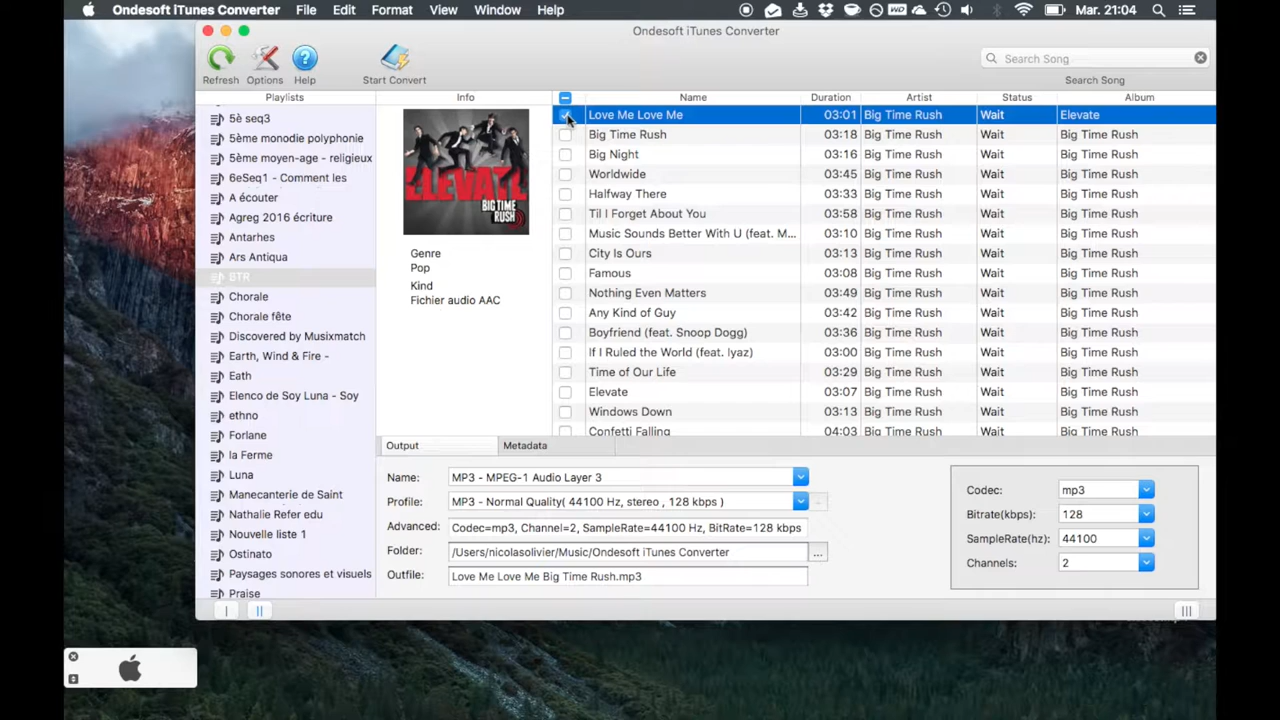 Ondesoft iTunes Converter File Edit Format View Window Help WD Mar. 21:04
Ondesoft iTunes Converter
Refresh Options Help Start Convert Search Song
Search Song
Playlists Info Name Duration Artist Status Album
5è seq3
5ème monodie polyphonie
5ème moyen-age - religieux
6eSeq1 - Comment les
A écouter
Agreg 2016 écriture
Antarhes
Ars Antiqua
BTR
Chorale
Chorale fête
Discovered by Musixmatch
Earth, Wind & Fire -
Eath
Elenco de Soy Luna - Soy
ethno
Forlane
la Ferme
Luna
Manecanterie de Saint
Nathalie Refer edu
Nouvelle liste 1
Ostinato
Paysages sonores et visuels
Praise
ELEVATE
BIG TIME
RUSH
Genre
Pop
Kind
Fichier audio AAC
Love Me Love Me 03:01 Big Time Rush Wait Elevate
Big Time Rush 03:18 Big Time Rush Wait Big Time Rush
Big Night 03:16 Big Time Rush Wait Big Time Rush
Worldwide 03:45 Big Time Rush Wait Big Time Rush
Halfway There 03:33 Big Time Rush Wait Big Time Rush
Til I Forget About You 03:58 Big Time Rush Wait Big Time Rush
Music Sounds Better With U (feat. M... 03:10 Big Time Rush Wait Big Time Rush
City Is Ours 03:13 Big Time Rush Wait Big Time Rush
Famous 03:08 Big Time Rush Wait Big Time Rush
Nothing Even Matters 03:49 Big Time Rush Wait Big Time Rush
Any Kind of Guy 03:42 Big Time Rush Wait Big Time Rush
Boyfriend (feat. Snoop Dogg) 03:36 Big Time Rush Wait Big Time Rush
If I Ruled the World (feat. Iyaz) 03:00 Big Time Rush Wait Big Time Rush
Time of Our Life 03:29 Big Time Rush Wait Big Time Rush
Elevate 03:07 Big Time Rush Wait Big Time Rush
Windows Down 03:13 Big Time Rush Wait Big Time Rush
Confetti Falling 04:03 Big Time Rush Wait Big Time Rush
Output Metadata
Name: MP3 - MPEG-1 Audio Layer 3
Profile: MP3 - Normal Quality( 44100 Hz, stereo , 128 kbps )
Advanced: Codec=mp3, Channel=2, SampleRate=44100 Hz, BitRate=128 kbps
Folder: /Users/nicolasolivier/Music/Ondesoft iTunes Converter ...
Outfile: Love Me Love Me Big Time Rush.mp3
Codec: mp3
Bitrate(kbps): 128
SampleRate(hz): 44100
Channels: 2